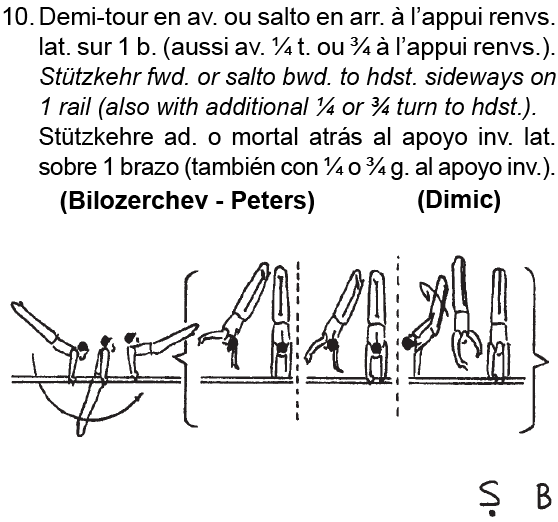 10. Demi-tour en av. ou salto en arr. à l’appui renvs.
lat. sur 1 b. (aussi av. ¼ t. ou ¾ à l’appui renvs.).
Stützkehr fwd. or salto bwd. to hdst. sideways on
1 rail (also with additional ¼ or ¾ turn to hdst.).
Stützkehre ad. o mortal atrás al apoyo inv. lat.
sobre 1 brazo (también con ¼ o ¾ g. al apoyo inv.).
(Bilozerchev - Peters) (Dimic)
Ṣ B